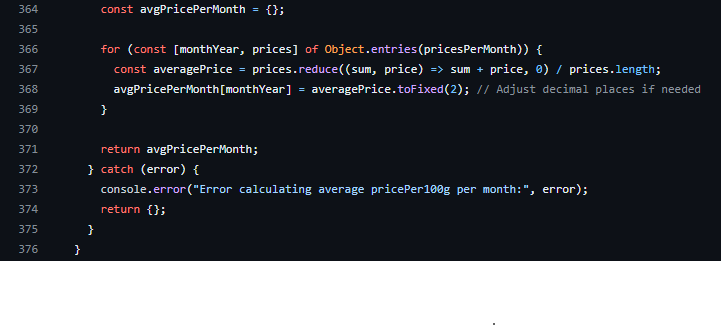 364 const avgPricePerMonth = {};
365
366 for (const [monthYear, prices] of Object.entries(pricesPerMonth)) {
367 const averagePrice = prices.reduce((sum, price) => sum + price, 0) / prices.length;
368 avgPricePerMonth[monthYear] = averagePrice.toFixed(2); // Adjust decimal places if needed
369 }
370
371 return avgPricePerMonth;
372 } catch (error) {
373 console.error("Error calculating average pricePer100g per month:", error);
374 return {};
375 }
376 }